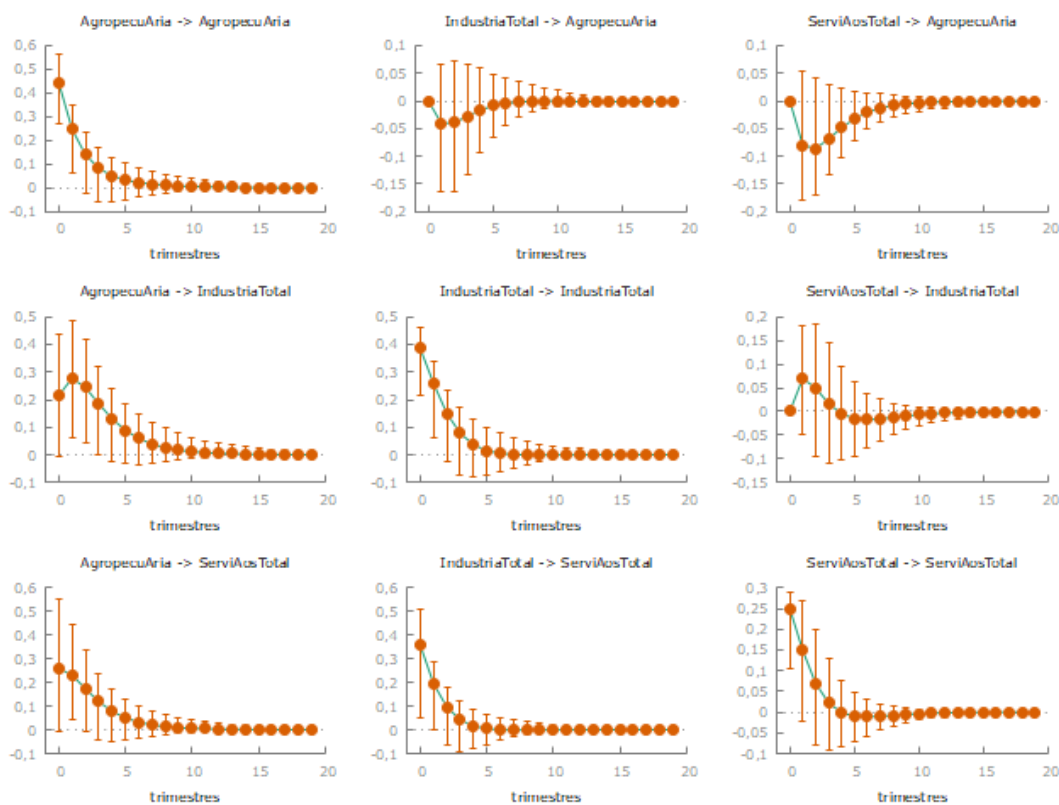 AgropecuAria -> AgropecuAria
0,6
0,5
0,4
0,3
0,2
0,1
0
-0,1
0 5 10 15 20
trimestres
IndustriaTotal -> AgropecuAria
0,1
0,05
0
-0,05
-0,1
-0,15
-0,2
0 5 10 15 20
trimestres
ServiAosTotal -> AgropecuAria
0,1
0,05
0
-0,05
-0,1
-0,15
-0,2
0 5 10 15 20
trimestres
AgropecuAria -> IndustriaTotal
0,5
0,4
0,3
0,2
0,1
0
-0,1
0 5 10 15 20
trimestres
IndustriaTotal -> IndustriaTotal
0,5
0,4
0,3
0,2
0,1
0
-0,1
0 5 10 15 20
trimestres
ServiAosTotal -> IndustriaTotal
0,2
0,15
0,1
0,05
0
-0,05
-0,1
-0,15
0 5 10 15 20
trimestres
AgropecuAria -> ServiAosTotal
0,6
0,5
0,4
0,3
0,2
0,1
0
-0,1
0 5 10 15 20
trimestres
IndustriaTotal -> ServiAosTotal
0,6
0,5
0,4
0,3
0,2
0,1
0
-0,1
0 5 10 15 20
trimestres
ServiAosTotal -> ServiAosTotal
0,3
0,25
0,2
0,15
0,1
0,05
0
-0,05
-0,1
0 5 10 15 20
trimestres